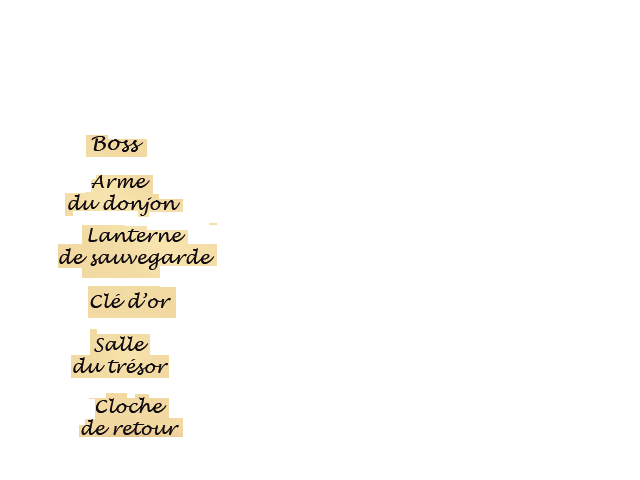 Boss
Arme
du donjon
Lanterne
de sauvegarde
Clé d’or
Salle
du trésor
Cloche
de retour